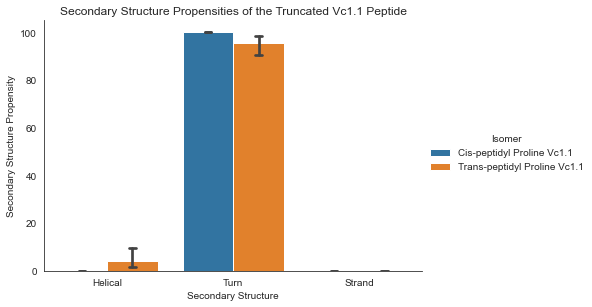 Secondary Structure Propensities of the Truncated Vc1.1 Peptide
100
80
60
40
20
0
Secondary Structure Propensity
Helical
Turn
Strand
Secondary Structure
Isomer
Cis-peptidyl Proline Vc1.1
Trans-peptidyl Proline Vc1.1